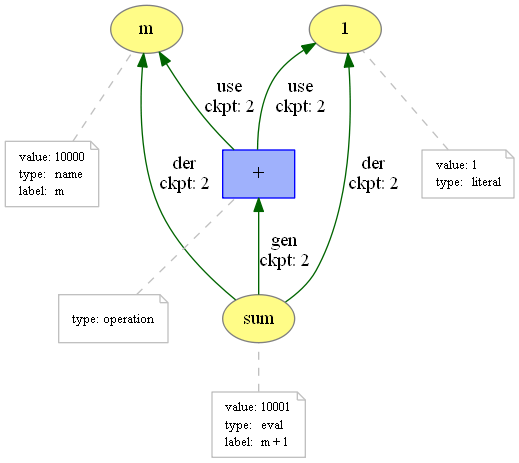 m
1
use
ckpt: 2
use
ckpt: 2
value: 10000
type: name
label: m
der
ckpt: 2
+
der
ckpt: 2
value: 1
type: literal
gen
ckpt: 2
type: operation
sum
value: 10001
type: eval
label: m + 1